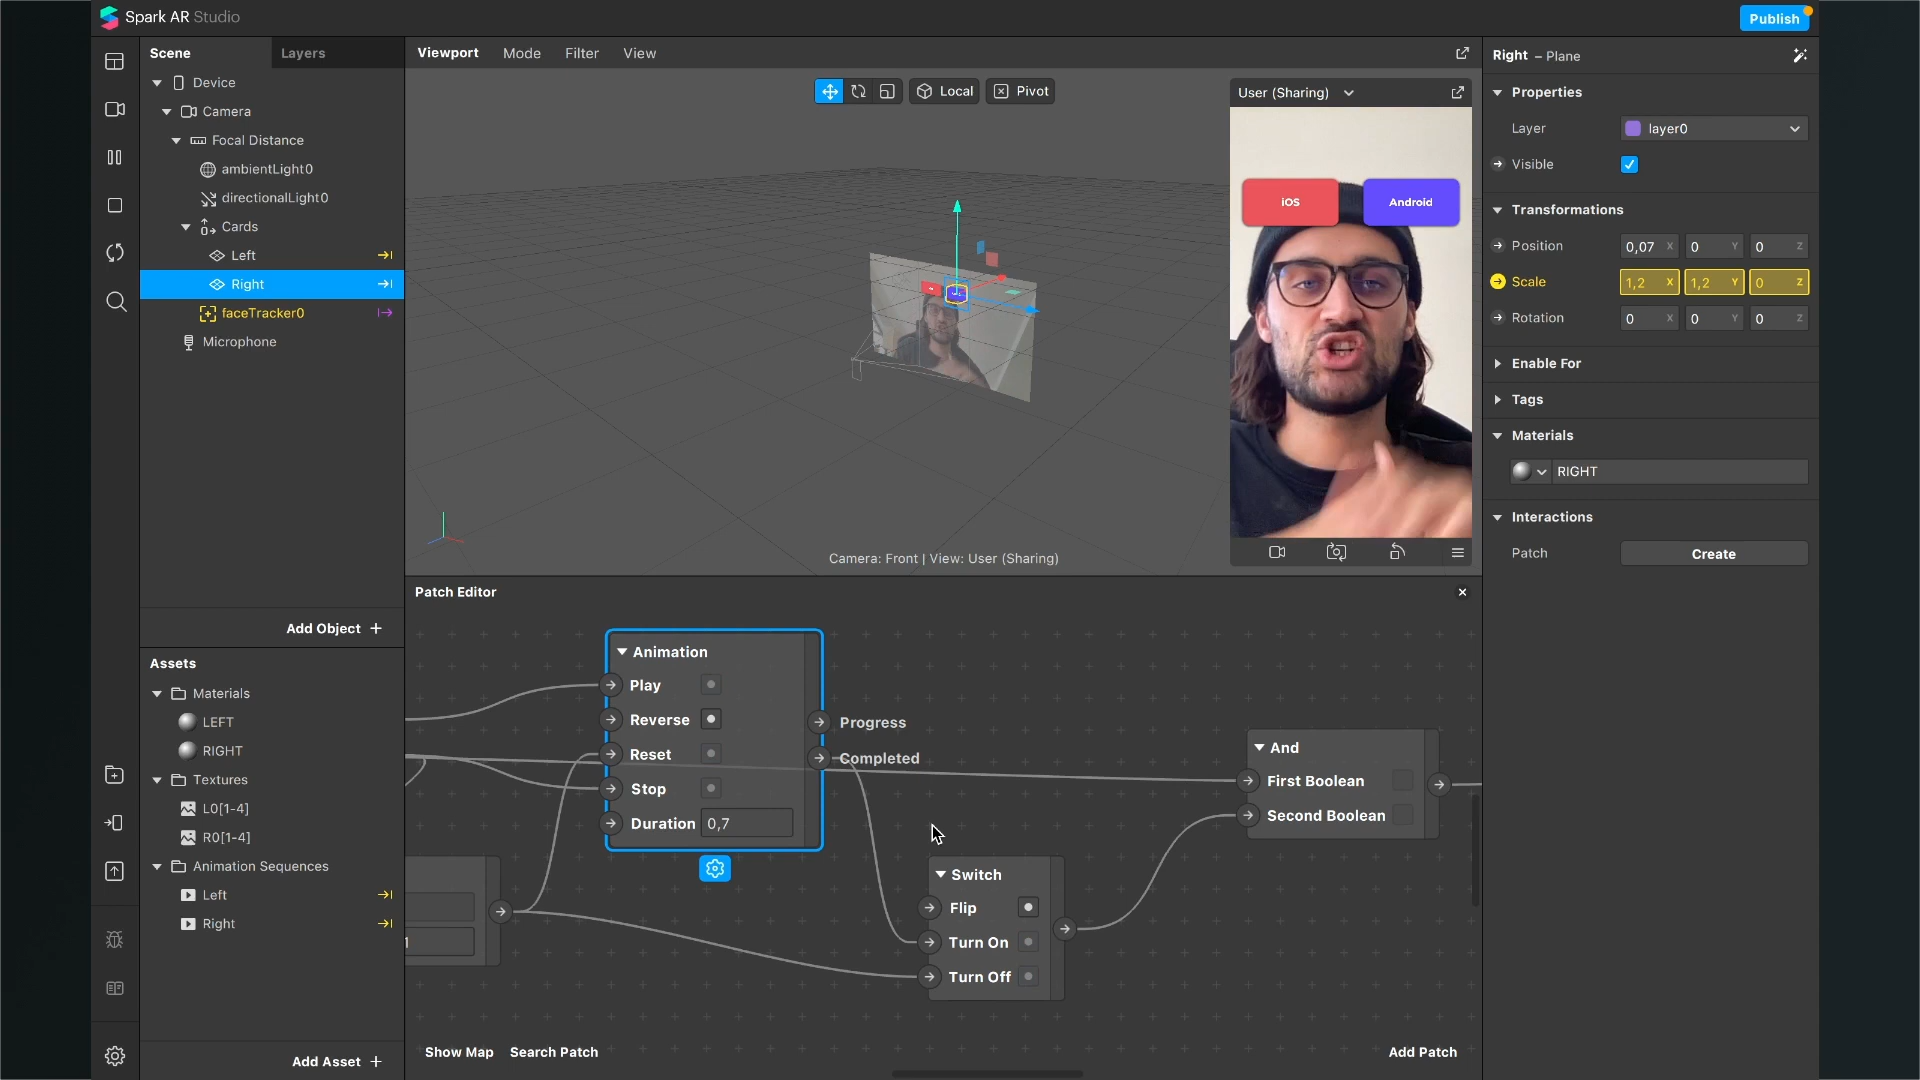 Spark AR Studio
Publish
Scene
Layers
Device
Camera
Focal Distance
ambientLight0
directionalLight0
Cards
Left
Right
faceTracker0
Microphone
Add Object +
Assets
Materials
LEFT
RIGHT
Textures
L0[1-4]
R0[1-4]
Animation Sequences
Left
Right
Add Asset +
Viewport
Mode
Filter
View
Local
Pivot
User (Sharing)
iOS
Android
Camera: Front | View: User (Sharing)
Patch Editor
Animation
Play
Reverse
Reset
Stop
Duration 0,7
Progress
Completed
1
Switch
Flip
Turn On
Turn Off
And
First Boolean
Second Boolean
Show Map
Search Patch
Add Patch
Right – Plane
Properties
Layer layer0
Visible
Transformations
Position 0,07 X 0 Y 0 Z
Scale 1,2 X 1,2 Y 0 Z
Rotation 0 X 0 Y 0 Z
Enable For
Tags
Materials
RIGHT
Interactions
Patch Create